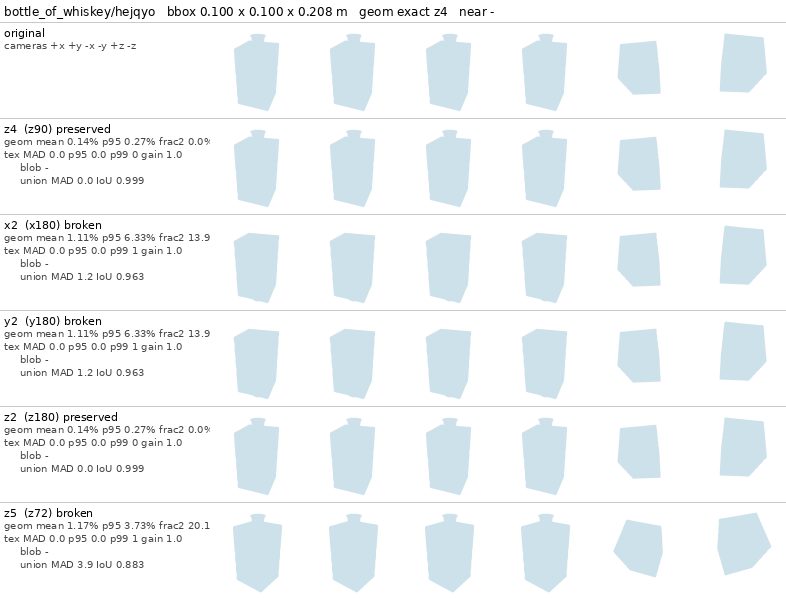 bottle_of_whiskey/hejqyo   bbox 0.100 x 0.100 x 0.208 m   geom exact z4   near -
original
cameras +x +y -x -y +z -z
z4  (z90) preserved
geom mean 0.14% p95 0.27% frac2 0.0%
tex MAD 0.0 p95 0.0 p99 0 gain 1.0
blob -
union MAD 0.0 IoU 0.999
x2  (x180) broken
geom mean 1.11% p95 6.33% frac2 13.9
tex MAD 0.0 p95 0.0 p99 1 gain 1.0
blob -
union MAD 1.2 IoU 0.963
y2  (y180) broken
geom mean 1.11% p95 6.33% frac2 13.9
tex MAD 0.0 p95 0.0 p99 1 gain 1.0
blob -
union MAD 1.2 IoU 0.963
z2  (z180) preserved
geom mean 0.14% p95 0.27% frac2 0.0%
tex MAD 0.0 p95 0.0 p99 0 gain 1.0
blob -
union MAD 0.0 IoU 0.999
z5  (z72) broken
geom mean 1.17% p95 3.73% frac2 20.1
tex MAD 0.0 p95 0.0 p99 1 gain 1.0
blob -
union MAD 3.9 IoU 0.883